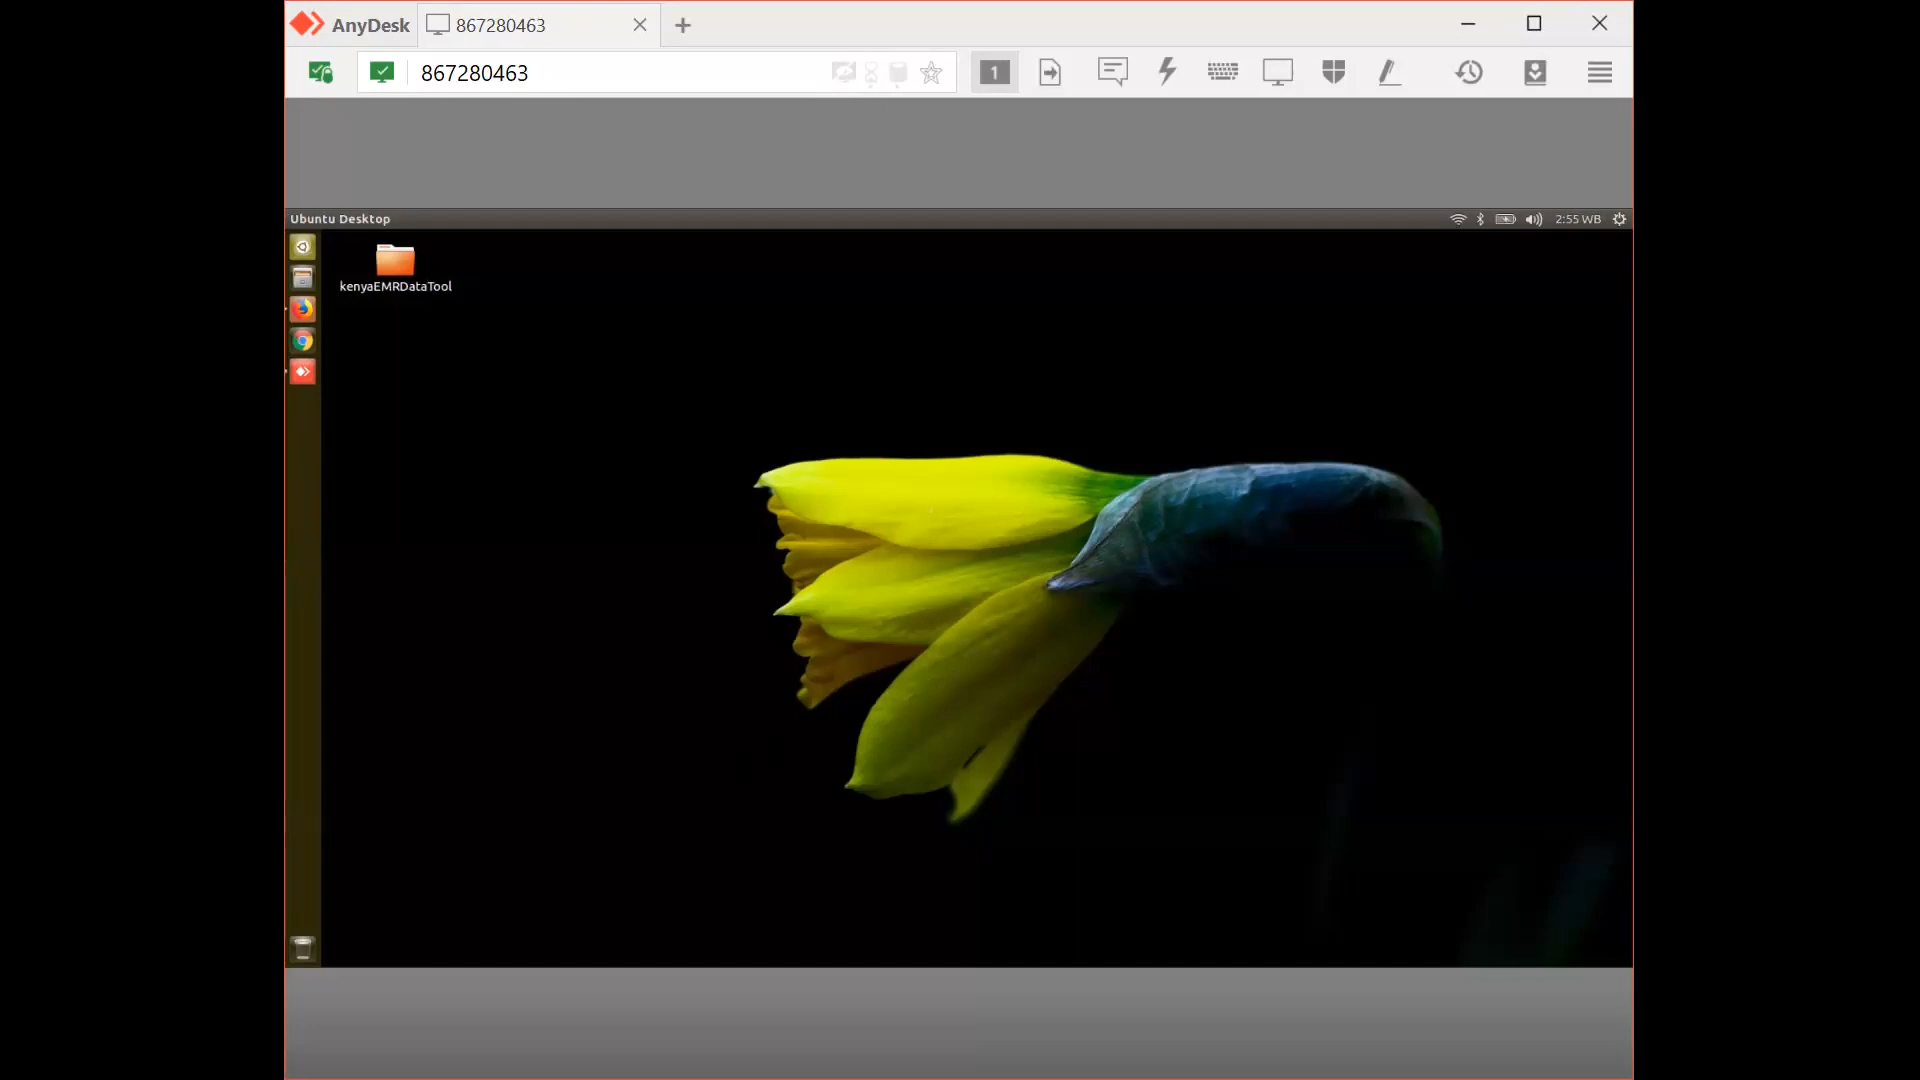 AnyDesk
867280463
867280463
1
Ubuntu Desktop
2:55 WB
kenyaEMRDataTool